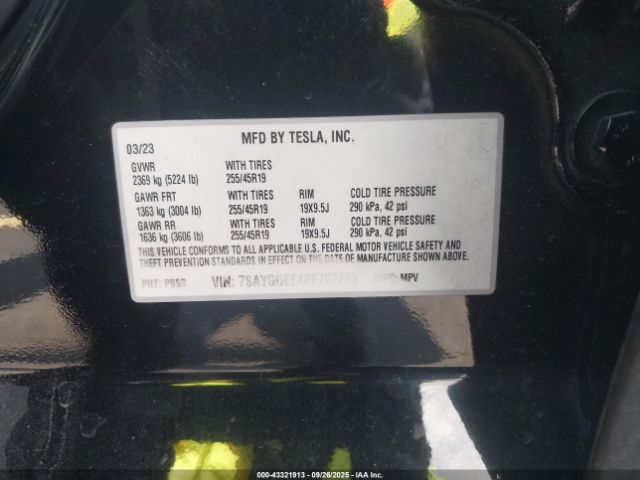 03/23
MFD BY TESLA, INC.
GVWR WITH TIRES
2369 kg (5224 lb) 255/45R19
GAWR FRT WITH TIRES RIM COLD TIRE PRESSURE
1363 kg (3004 lb) 255/45R19 19X9.5J 290 kPa, 42 psi
GAWR RR WITH TIRES RIM COLD TIRE PRESSURE
1636 kg (3606 lb) 255/45R19 19X9.5J 290 kPa, 42 psi
THIS VEHICLE CONFORMS TO ALL APPLICABLE U.S. FEDERAL MOTOR VEHICLE SAFETY AND
THEFT PREVENTION STANDARDS IN EFFECT ON THE DATE OF MANUFACTURE SHOWN ABOVE.
PNT: VIN: TYPE: MPV
000-43321913 - 09/26/2025 - IAA Inc.